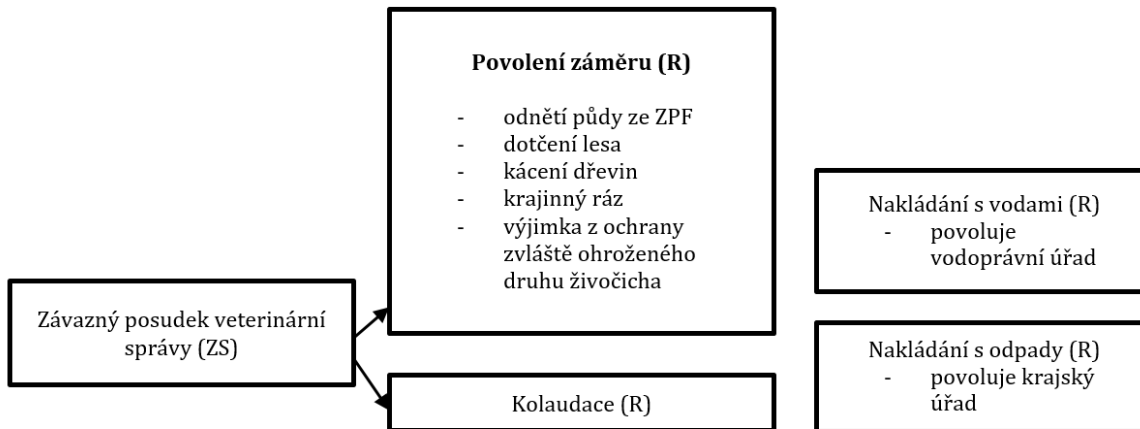 Povolení záměru (R)
- odnětí půdy ze ZPF
- dotčení lesa
- kácení dřevin
- krajinný ráz
- výjimka z ochrany
zvláště ohroženého
druhu živočicha
Závazný posudek veterinární
správy (ZS)
Kolaudace (R)
Nakládání s vodami (R)
- povoluje
vodoprávní úřad
Nakládání s odpady (R)
- povoluje krajský
úřad